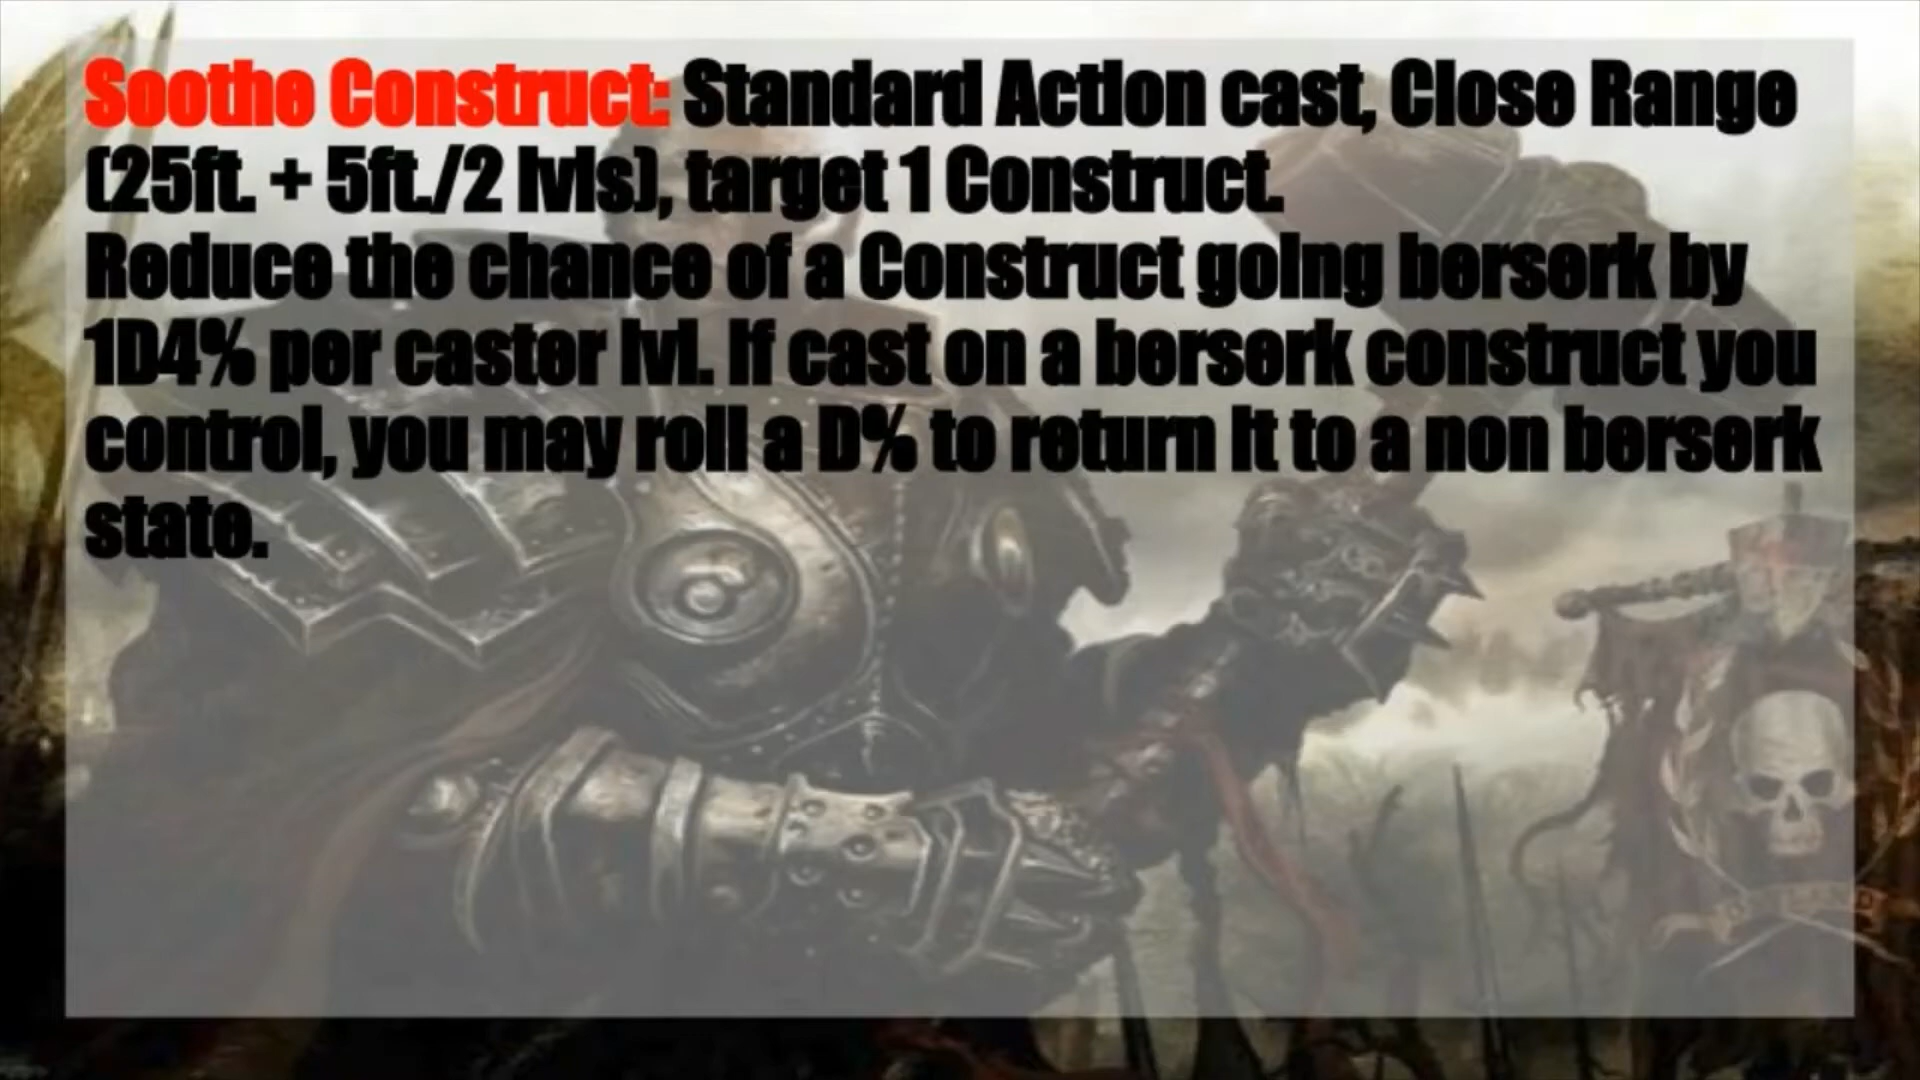 Soothe Construct: Standard Action cast, Close Range
(25ft. + 5ft./2 lvls), target 1 Construct.
Reduce the chance of a Construct going berserk by
1D4% per caster lvl. If cast on a berserk construct you
control, you may roll a D% to return it to a non berserk
state.